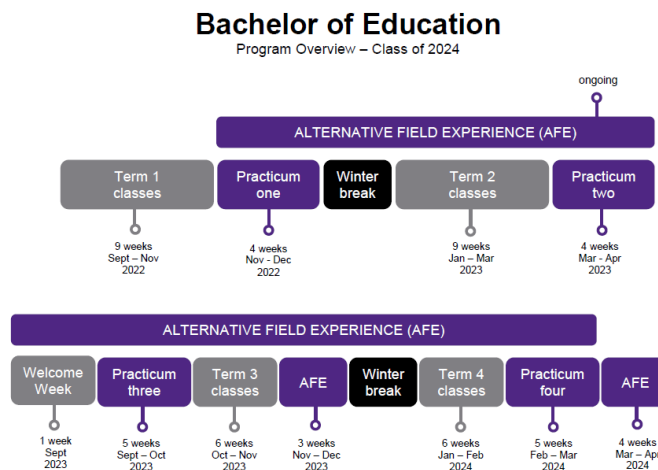 Bachelor of Education
Program Overview – Class of 2024
ongoing
ALTERNATIVE FIELD EXPERIENCE (AFE)
Term 1
classes
Practicum
one
Winter
break
Term 2
classes
Practicum
two
9 weeks
Sept – Nov
2022
4 weeks
Nov - Dec
2022
9 weeks
Jan – Mar
2023
4 weeks
Mar - Apr
2023
ALTERNATIVE FIELD EXPERIENCE (AFE)
Welcome
Week
Practicum
three
Term 3
classes
AFE
Winter
break
Term 4
classes
Practicum
four
AFE
1 week
Sept
2023
5 weeks
Sept – Oct
2023
6 weeks
Oct – Nov
2023
3 weeks
Nov – Dec
2023
6 weeks
Jan – Feb
2024
5 weeks
Feb – Mar
2024
4 weeks
Mar – Apr
2024